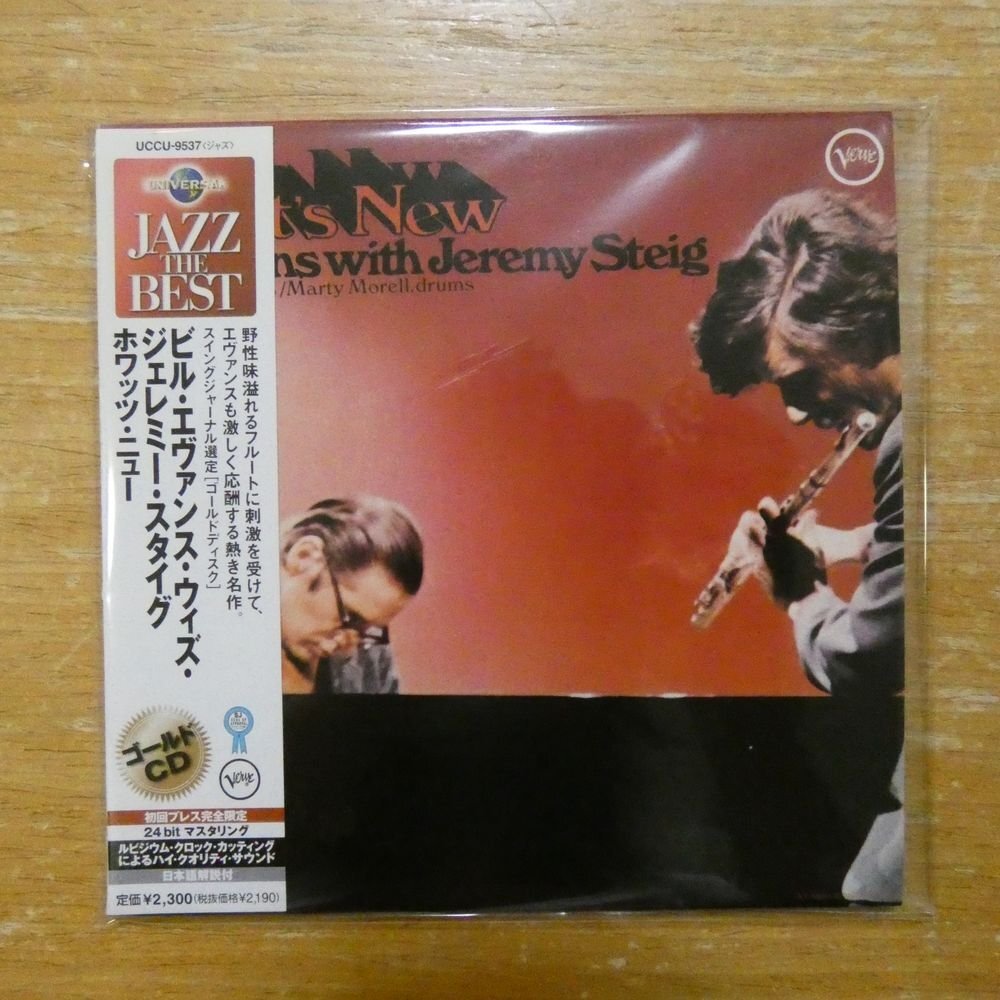 UCCU-9537〈ジャズ〉
UNIVERSAL
JAZZ
THE
BEST
野性味溢れるフルートに刺激を受けて、
エヴァンスも激しく応酬する熱き名作。
スイングジャーナル選定[ゴールドディスク]
ビル・エヴァンス・ウィズ・
ジェレミー・スタイグ
ホワッツ・ニュー
ゴールド
CD
Verve
初回プレス完全限定
24bit マスタリング
ルビジウム・クロック・カッティング
によるハイ・クオリティ・サウンド
日本語解説付
定価¥2,300(税抜価格¥2,190)
Verve
t's New
ns with Jeremy Steig
/Marty Morell.drums